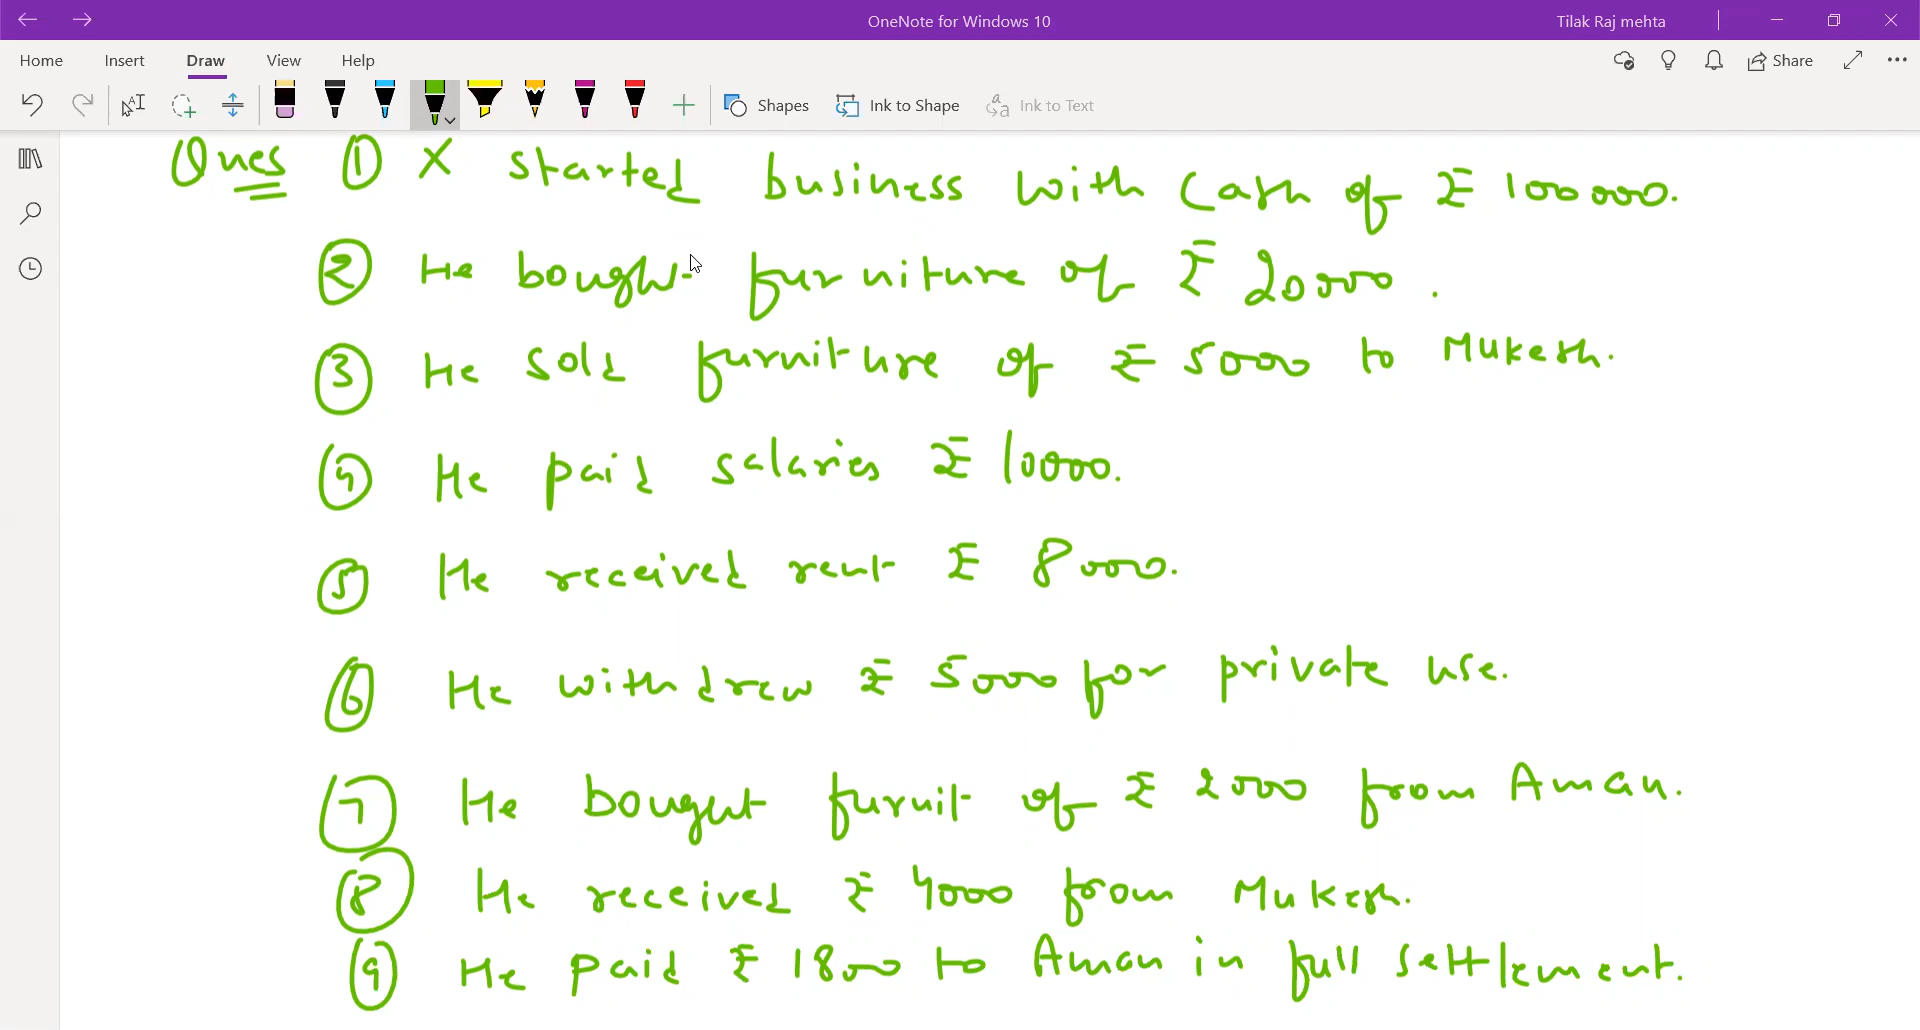 OneNote for Windows 10
Tilak Raj mehta
Home Insert Draw View Help
Share
Shapes Ink to Shape Ink to Text
Ques ① X started business with Cash of ₹ 100000.
② He bought furniture of ₹ 20000.
③ He sold furniture of ₹ 5000 to Mukesh.
④ He paid salaries ₹ 10000.
⑤ He received rent ₹ 8000.
⑥ He withdrew ₹ 5000 for private use.
⑦ He bought furnit of ₹ 2000 from Aman.
⑧ He received ₹ 4000 from Mukesh.
⑨ He paid ₹ 1800 to Aman in full settlement.